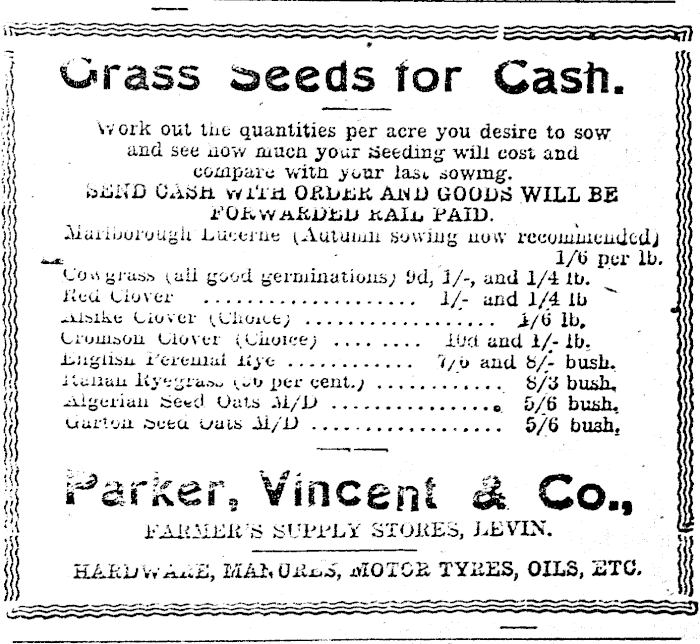 Grass Seeds for Cash.
Work out the quantities per acre you desire to sow
and see how much your Seeding will cost and
compare with your last sowing.
SEND CASH WITH ORDER AND GOODS WILL BE
FORWARDED RAIL PAID.
Marlborough Lucerne (Autumn sowing now recommended)
1/6 per lb.
Cowgrass (all good germinations) 9d, 1/-, and 1/4 lb.
Red Clover ..................... 1/- and 1/4 lb
Alsike Clover (Choice) ................... 1/6 lb.
Cromson Clover (Choice) .... ..... 10d and 1/- lb.
English Perennial Rye ............. 7/6 and 8/- bush.
Italian Ryegrass (96 per cent.) ............. 8/3 bush.
Algerian Seed Oats M/D ................. 5/6 bush.
Garton Seed Oats M/D ................... 5/6 bush.
Parker, Vincent & Co.,
FARMER'S SUPPLY STORES, LEVIN.
HARDWARE, MANURES, MOTOR TYRES, OILS, ETC.